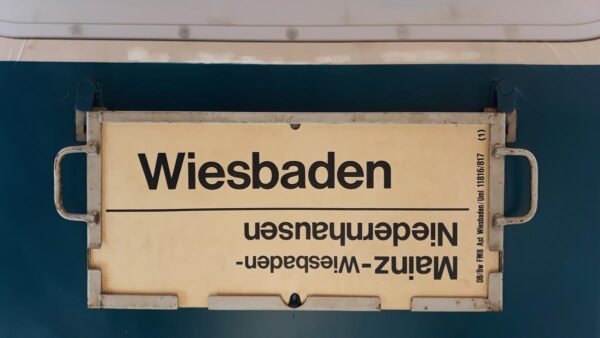 Wiesbaden
Mainz-Wiesbaden-
Niedernhausen
DB/Bw FMB Ast Wiesbaden/Uml 11816/817 (1)